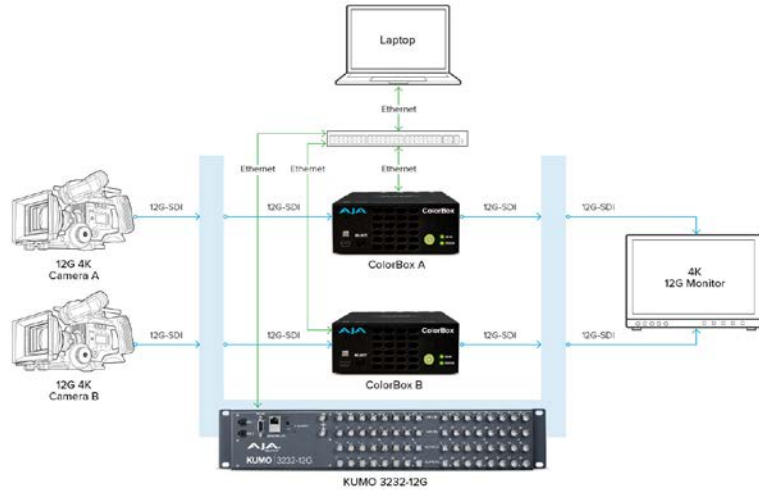 Laptop
Ethernet
Ethernet
Ethernet
Ethernet
12G-SDI
12G-SDI
AJA
ColorBox
12G-SDI
12G-SDI
12G 4K
Camera A
ColorBox A
4K
12G Monitor
12G-SDI
12G-SDI
AJA
ColorBox
12G-SDI
12G-SDI
12G 4K
Camera B
ColorBox B
AJA
KUMO 3232-12G
KUMO 3232-12G